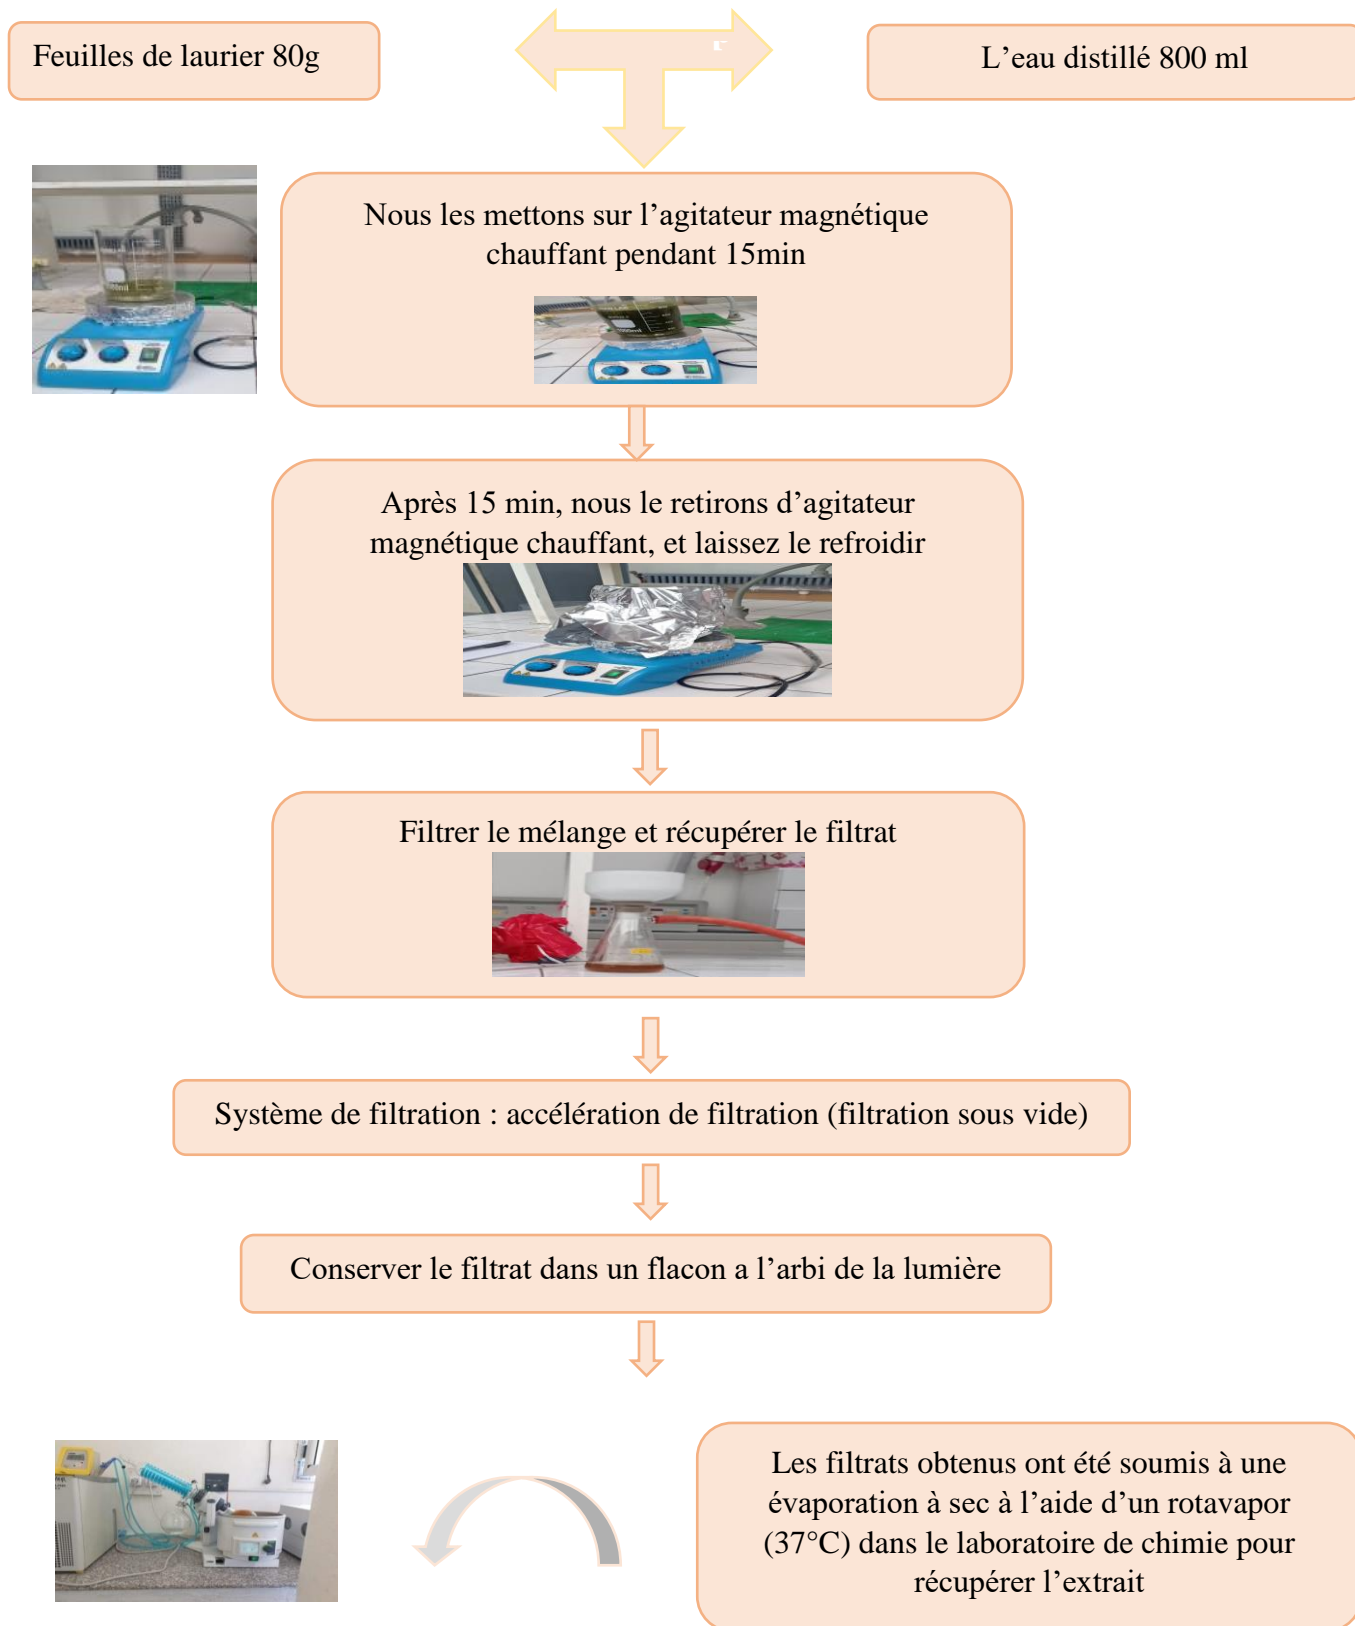 Feuilles de laurier 80g
L’eau distillé 800 ml
Nous les mettons sur l’agitateur magnétique
chauffant pendant 15min
Après 15 min, nous le retirons d’agitateur
magnétique chauffant, et laissez le refroidir
Filtrer le mélange et récupérer le filtrat
Système de filtration : accélération de filtration (filtration sous vide)
Conserver le filtrat dans un flacon a l’arbi de la lumière
Les filtrats obtenus ont été soumis à une
évaporation à sec à l’aide d’un rotavapor
(37°C) dans le laboratoire de chimie pour
récupérer l’extrait